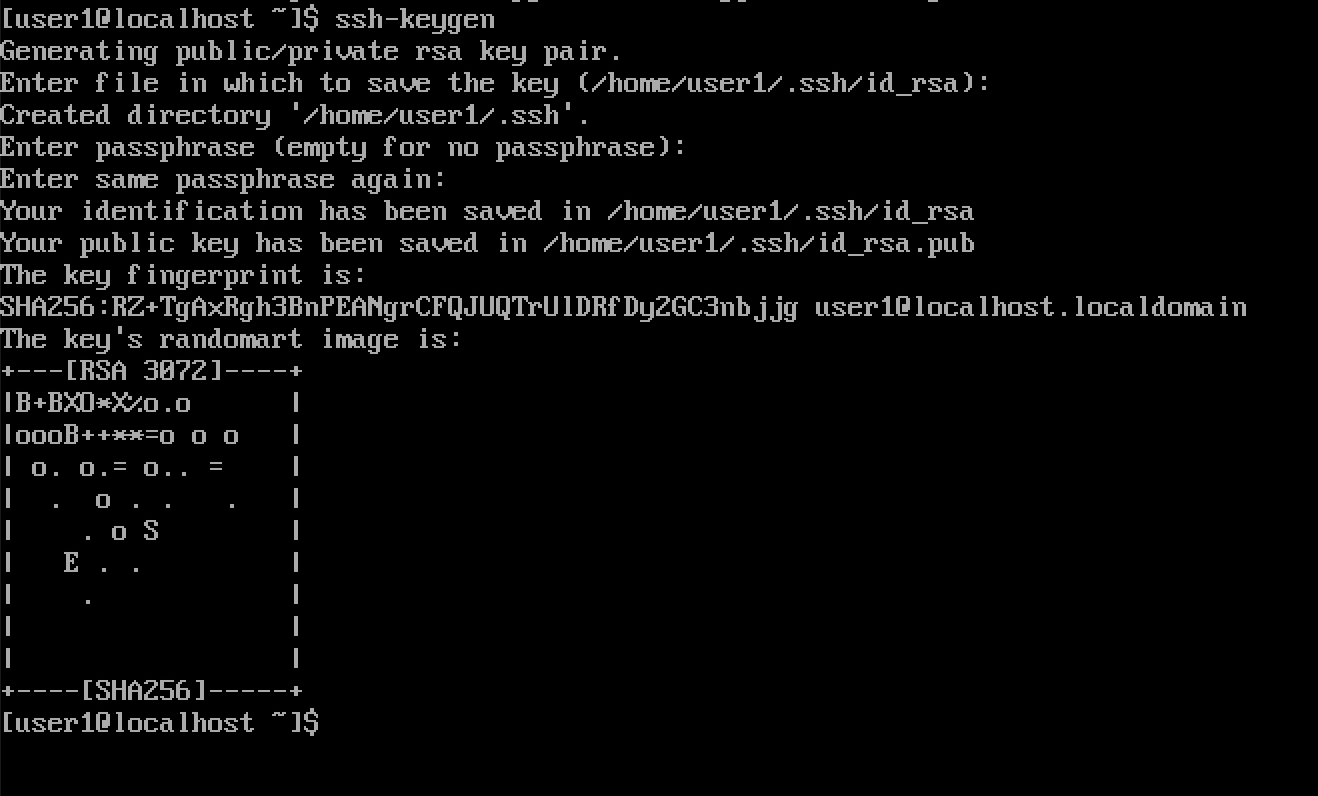 [user1@localhost ~]$ ssh-keygen
Generating public/private rsa key pair.
Enter file in which to save the key (/home/user1/.ssh/id_rsa):
Created directory '/home/user1/.ssh'.
Enter passphrase (empty for no passphrase):
Enter same passphrase again:
Your identification has been saved in /home/user1/.ssh/id_rsa
Your public key has been saved in /home/user1/.ssh/id_rsa.pub
The key fingerprint is:
SHA256:RZ+TgAxRgh3BnPEANgrCFQJUQTrUlDRfDy2GC3nbjjg user1@localhost.localdomain
The key's randomart image is:
+---[RSA 3072]----+
|B+BXO*X%o.o      |
|oooB++**=o o o   |
| o. o.= o.. =    |
|  .  o . .   .   |
|    . o S        |
|   E . .         |
|    .            |
|                 |
|                 |
+----[SHA256]-----+
[user1@localhost ~]$